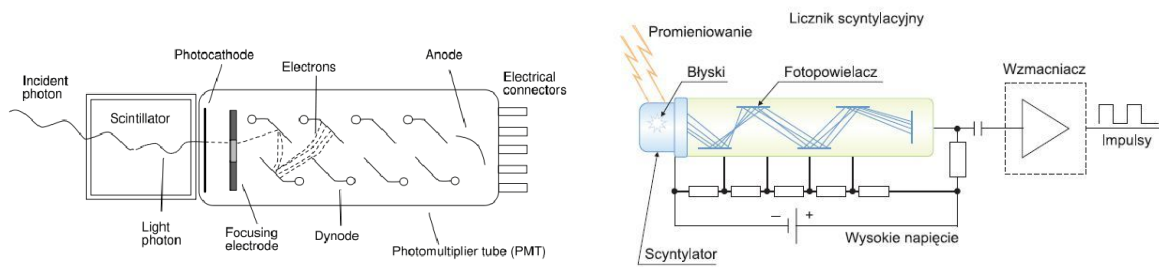 Photocathode
Anode
Electrons
Electrical
connectors
Incident
photon
Scintillator
Light
photon
Focusing
electrode
Dynode
Photomultiplier tube (PMT)
Licznik scyntylacyjny
Promieniowanie
Błyski
Fotopowielacz
Wzmacniacz
Impulsy
− +
Wysokie napięcie
Scyntylator